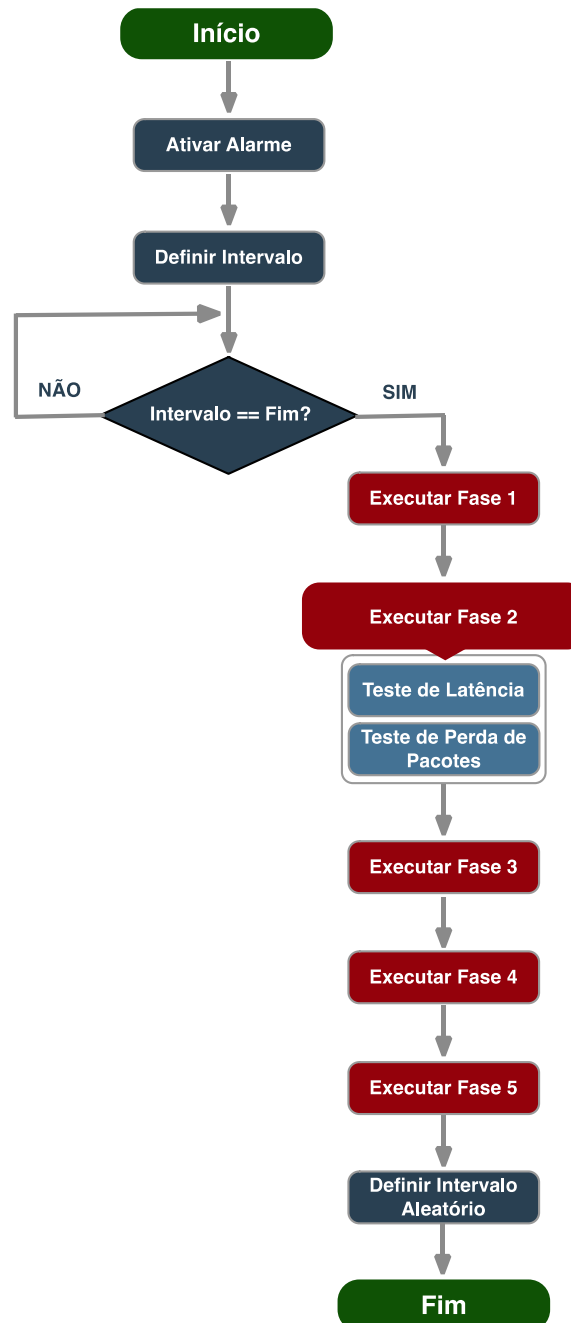 Início
Ativar Alarme
Definir Intervalo
NÃO
Intervalo == Fim?
SIM
Executar Fase 1
Executar Fase 2
Teste de Latência
Teste de Perda de
Pacotes
Executar Fase 3
Executar Fase 4
Executar Fase 5
Definir Intervalo
Aleatório
Fim